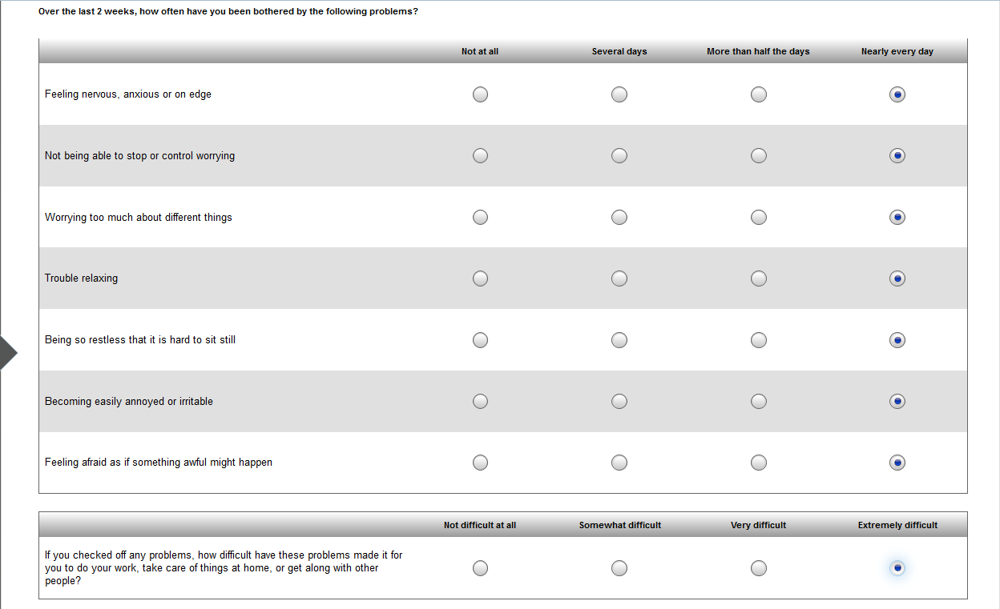 Over the last 2 weeks, how often have you been bothered by the following problems?
Not at all Several days More than half the days Nearly every day
Feeling nervous, anxious or on edge
Not being able to stop or control worrying
Worrying too much about different things
Trouble relaxing
Being so restless that it is hard to sit still
Becoming easily annoyed or irritable
Feeling afraid as if something awful might happen
Not difficult at all Somewhat difficult Very difficult Extremely difficult
If you checked off any problems, how difficult have these problems made it for
you to do your work, take care of things at home, or get along with other
people?